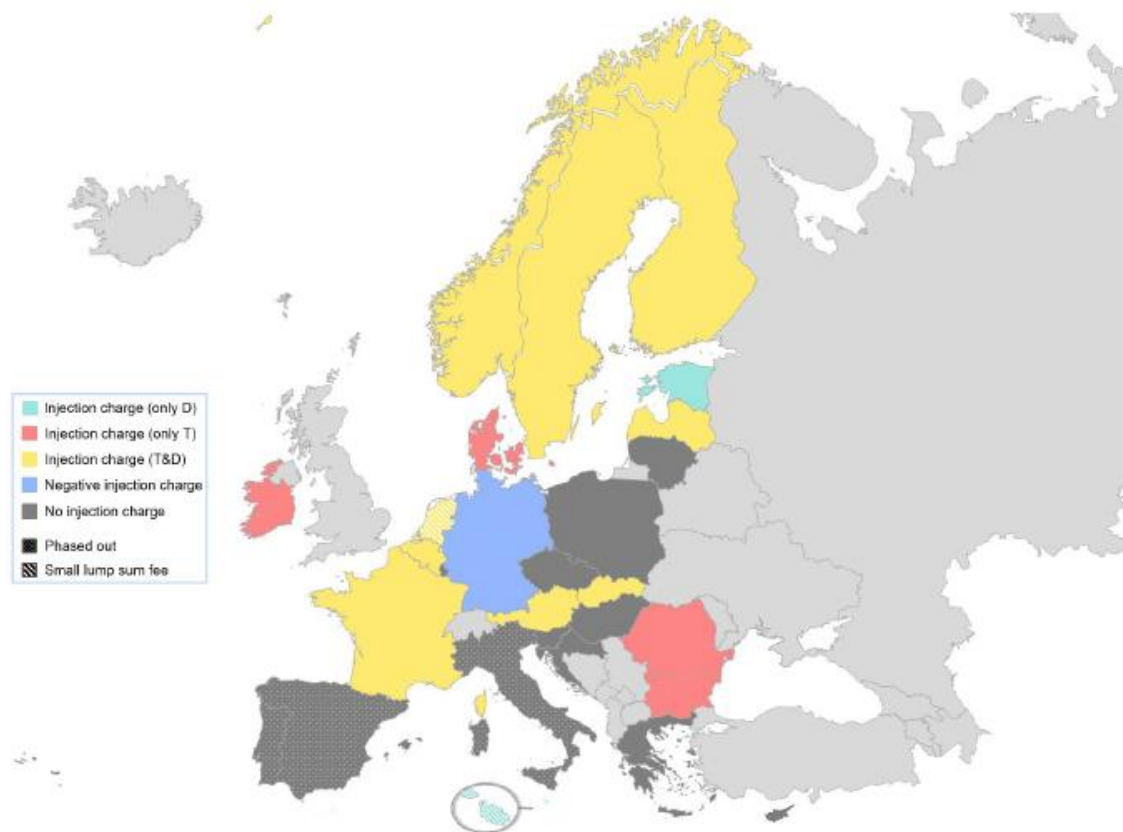 Injection charge (only D)
Injection charge (only T)
Injection charge (T&D)
Negative injection charge
No injection charge
Phased out
Small lump sum fee